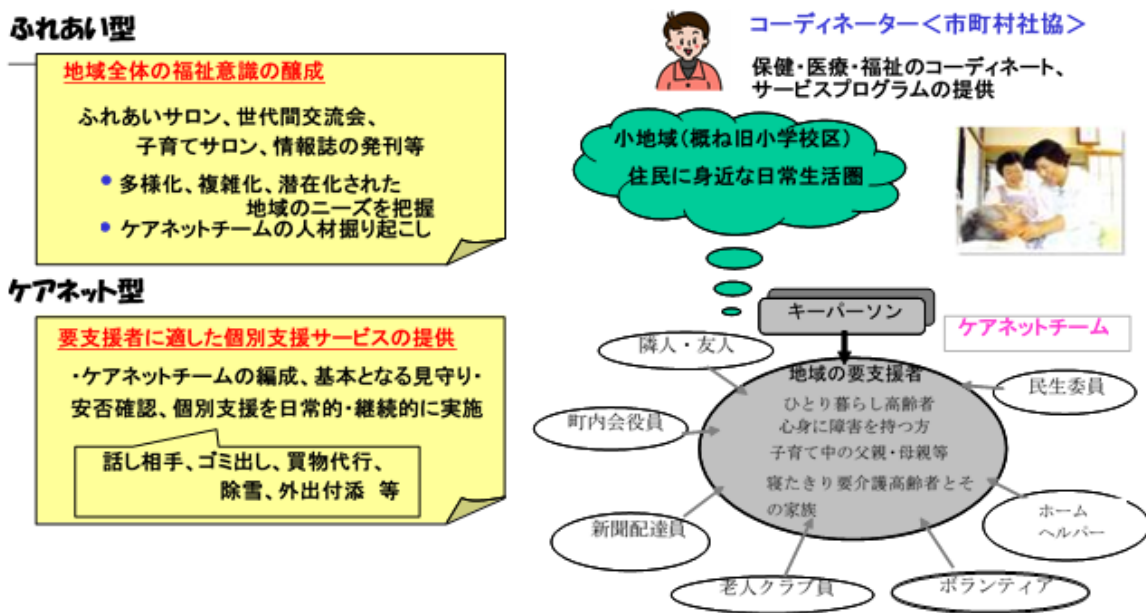 ふれあい型
地域全体の福祉意識の醸成
ふれあいサロン、世代間交流会、
子育てサロン、情報誌の発刊等
• 多様化、複雑化、潜在化された
地域のニーズを把握
• ケアネットチームの人材掘り起こし
ケアネット型
要支援者に適した個別支援サービスの提供
・ケアネットチームの編成、基本となる見守り・
安否確認、個別支援を日常的・継続的に実施
話し相手、ゴミ出し、買物代行、
除雪、外出付添 等
コーディネーター<市町村社協>
保健・医療・福祉のコーディネート、
サービスプログラムの提供
小地域(概ね旧小学校区)
住民に身近な日常生活圏
キーパーソン
ケアネットチーム
隣人・友人
民生委員
町内会役員
地域の要支援者
ひとり暮らし高齢者
心身に障害を持つ方
子育て中の父親・母親等
寝たきり要介護高齢者とそ
の家族
新聞配達員
ホーム
ヘルパー
老人クラブ員
ボランティア